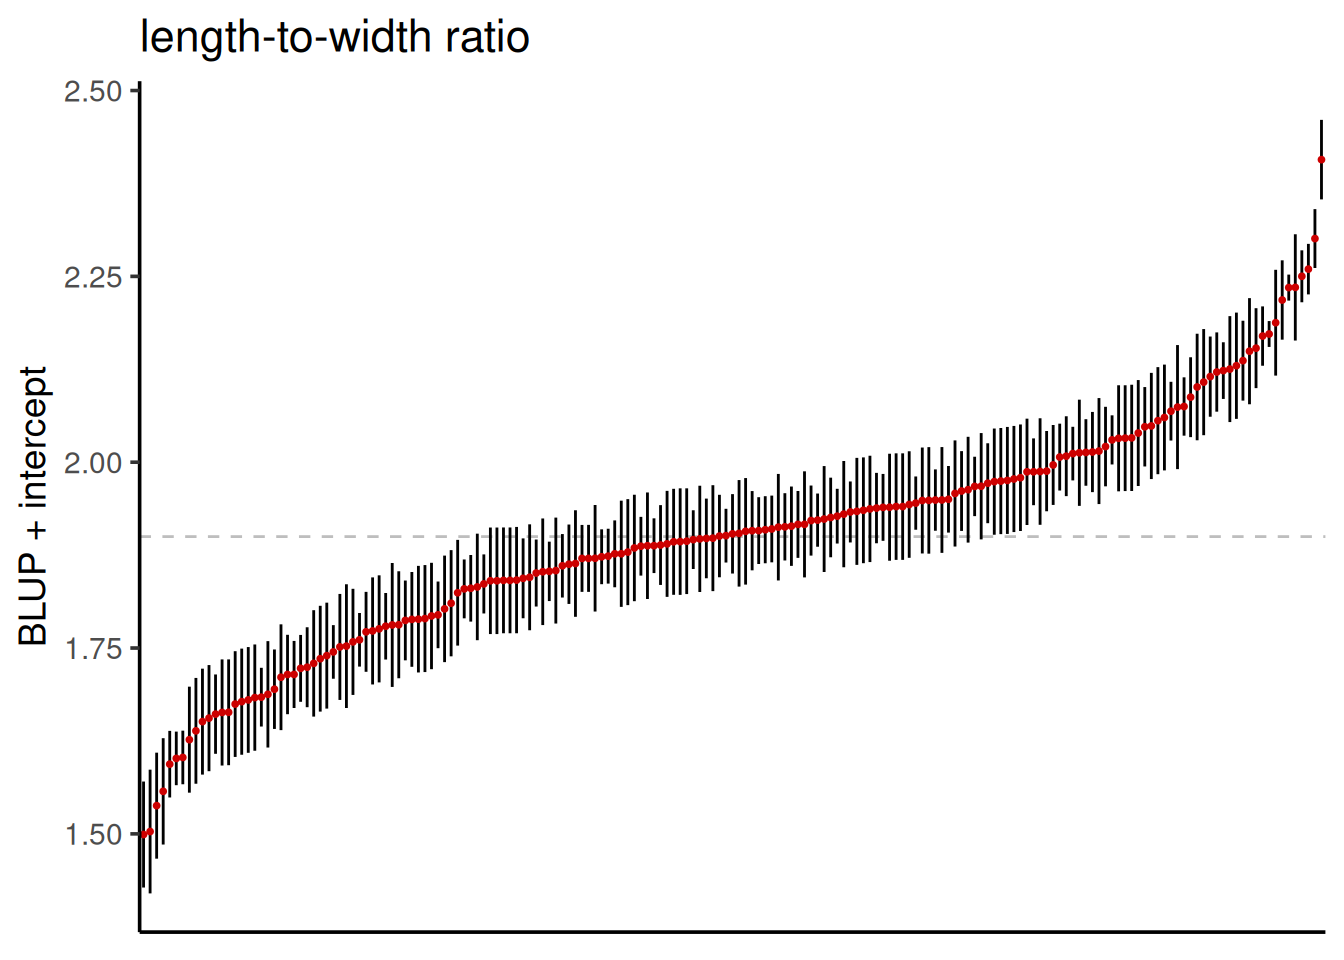 length-to-width ratio
BLUP + intercept
2.50
2.25
2.00
1.75
1.50